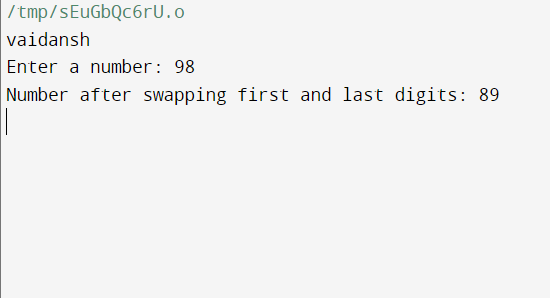 /tmp/sEuGbQc6rU.o
vaidansh
Enter a number: 98
Number after swapping first and last digits: 89